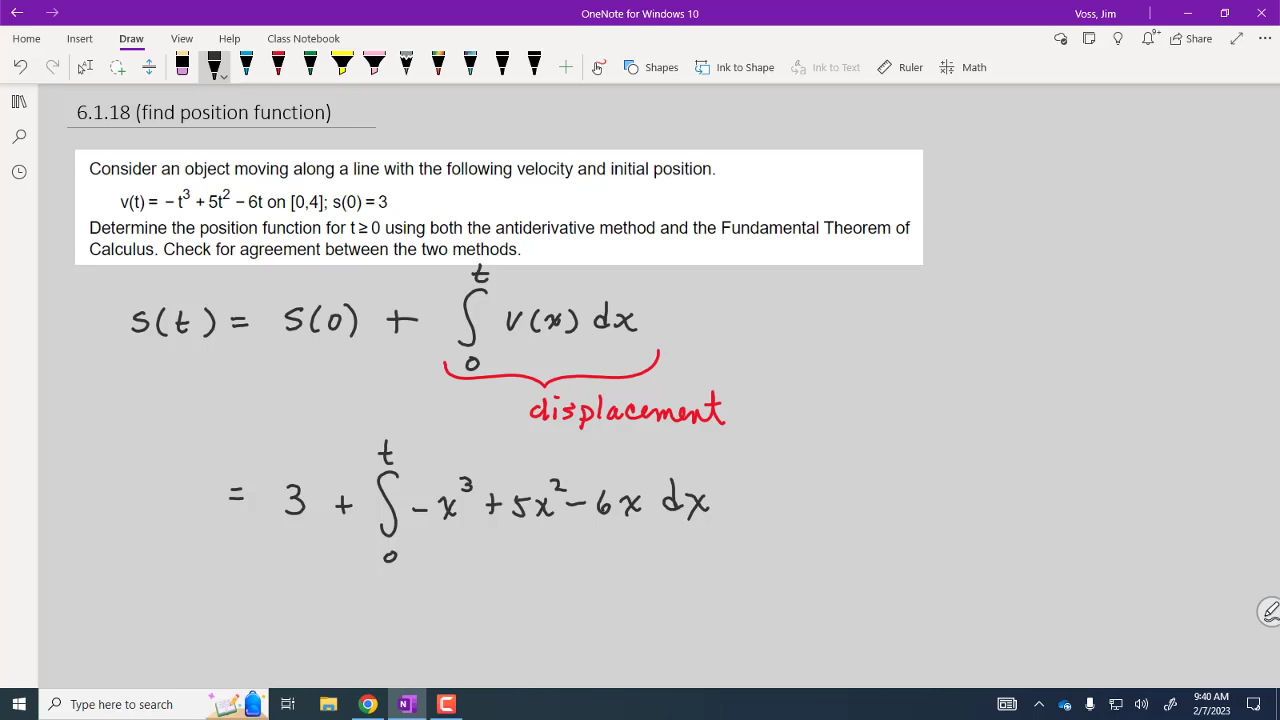 OneNote for Windows 10
Voss, Jim
Home Insert Draw View Help Class Notebook
Share
Shapes Ink to Shape Ink to Text Ruler Math
6.1.18 (find position function)
Consider an object moving along a line with the following velocity and initial position.
v(t) = − t³ + 5t² − 6t on [0,4]; s(0) = 3
Determine the position function for t ≥ 0 using both the antiderivative method and the Fundamental Theorem of
Calculus. Check for agreement between the two methods.
S(t) = S(0) + ∫₀ᵗ v(x) dx
displacement
= 3 + ∫₀ᵗ -x³ + 5x² - 6x dx
Type here to search
9:40 AM
2/7/2023